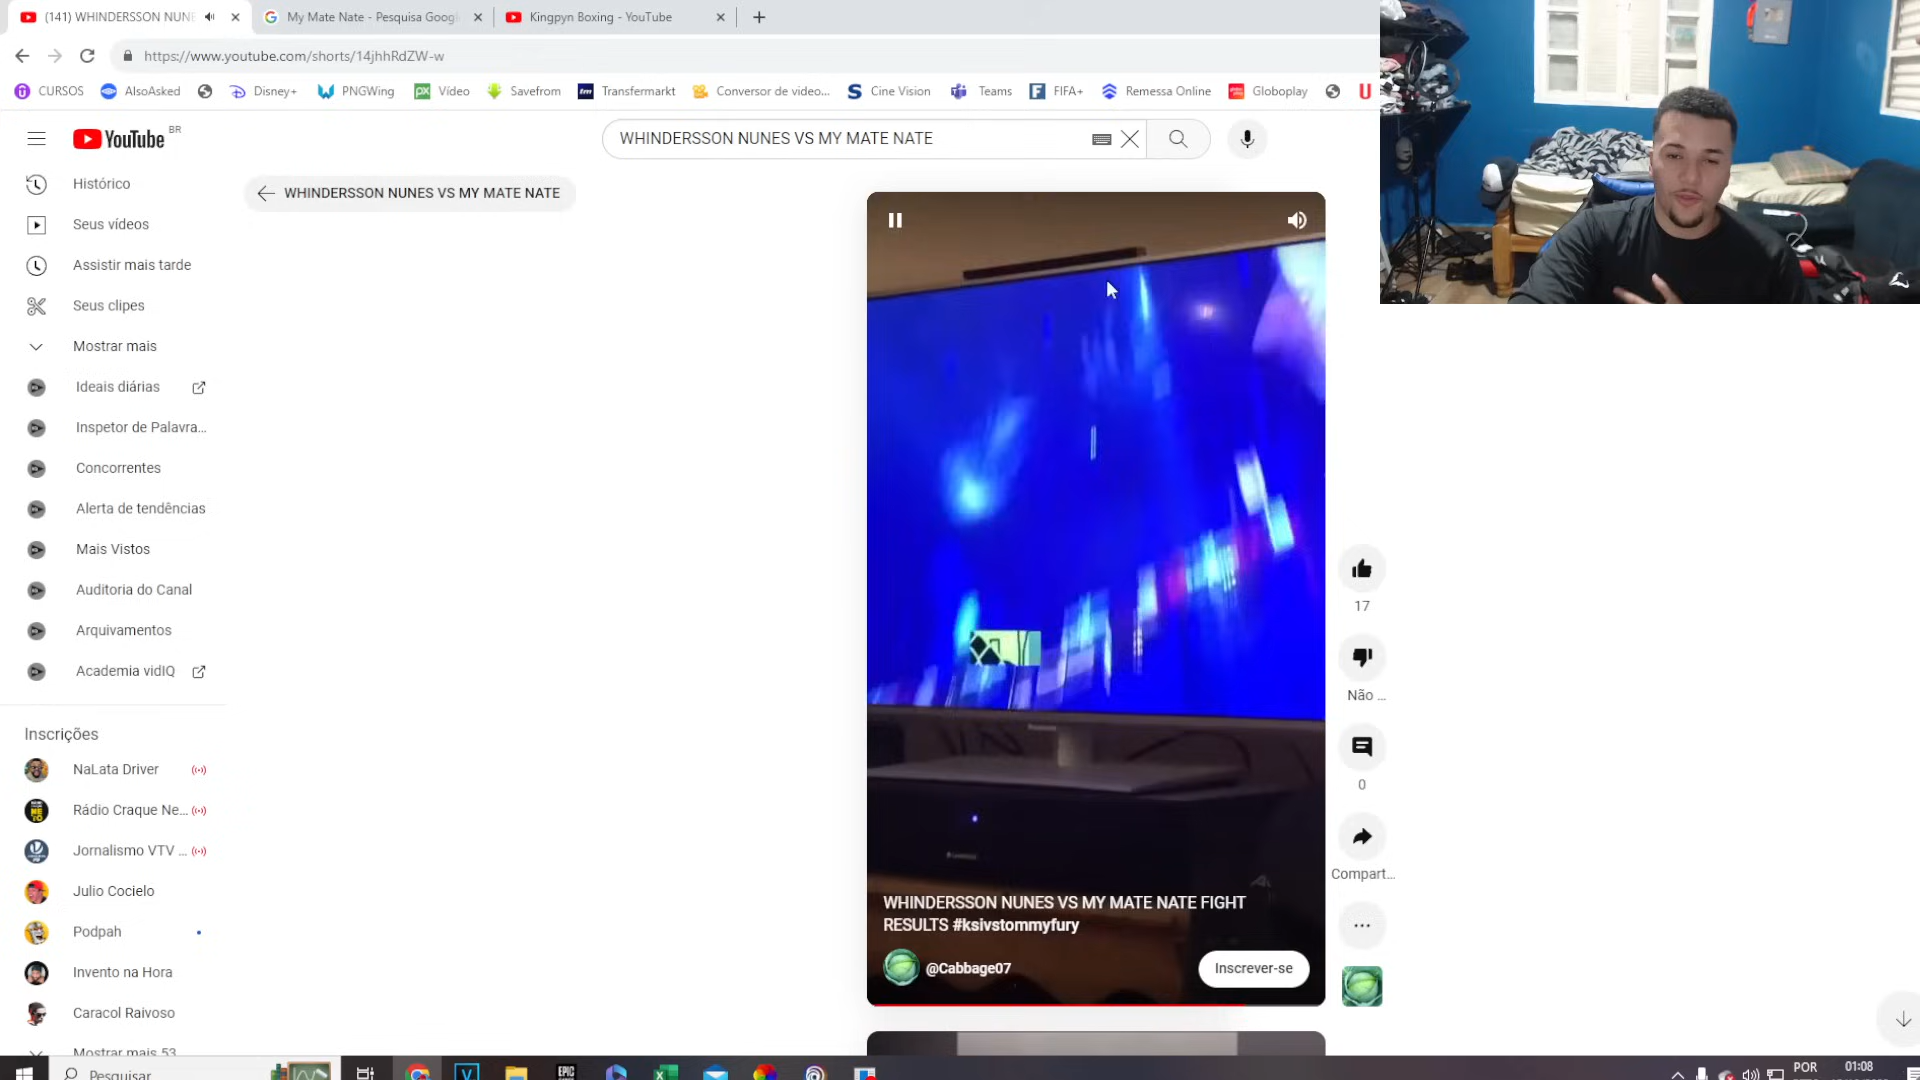 (141) WHINDERSSON NUNE
My Mate Nate - Pesquisa Googl
Kingpyn Boxing - YouTube
https://www.youtube.com/shorts/14jhhRdZW-w
CURSOS
AlsoAsked
Disney+
PNGWing
Vídeo
Savefrom
Transfermarkt
Conversor de video...
Cine Vision
Teams
FIFA+
Remessa Online
Globoplay
YouTube BR
WHINDERSSON NUNES VS MY MATE NATE
WHINDERSSON NUNES VS MY MATE NATE
Histórico
Seus vídeos
Assistir mais tarde
Seus clipes
Mostrar mais
Ideais diárias
Inspetor de Palavra...
Concorrentes
Alerta de tendências
Mais Vistos
Auditoria do Canal
Arquivamentos
Academia vidIQ
Inscrições
NaLata Driver
Rádio Craque Ne...
Jornalismo VTV ...
Julio Cocielo
Podpah
Invento na Hora
Caracol Raivoso
Mostrar mais 53
17
Não ...
0
Compart...
WHINDERSSON NUNES VS MY MATE NATE FIGHT
RESULTS #ksivstommyfury
@Cabbage07
Inscrever-se
Pesquisar
EPIC
POR
01:08